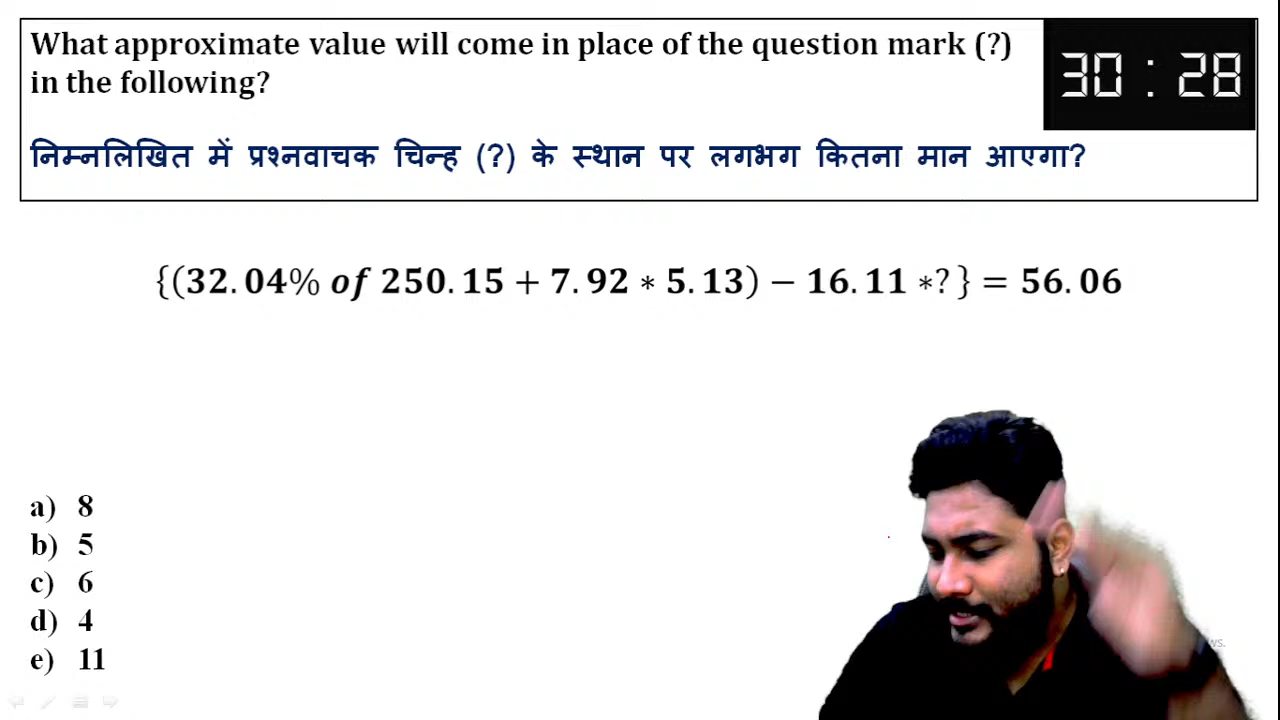 What approximate value will come in place of the question mark (?)
in the following?
30 : 28
निम्नलिखित में प्रश्नवाचक चिन्ह (?) के स्थान पर लगभग कितना मान आएगा?
{(32.04% of 250.15 + 7.92 * 5.13) − 16.11 *? } = 56.06
a) 8
b) 5
c) 6
d) 4
e) 11
ws.